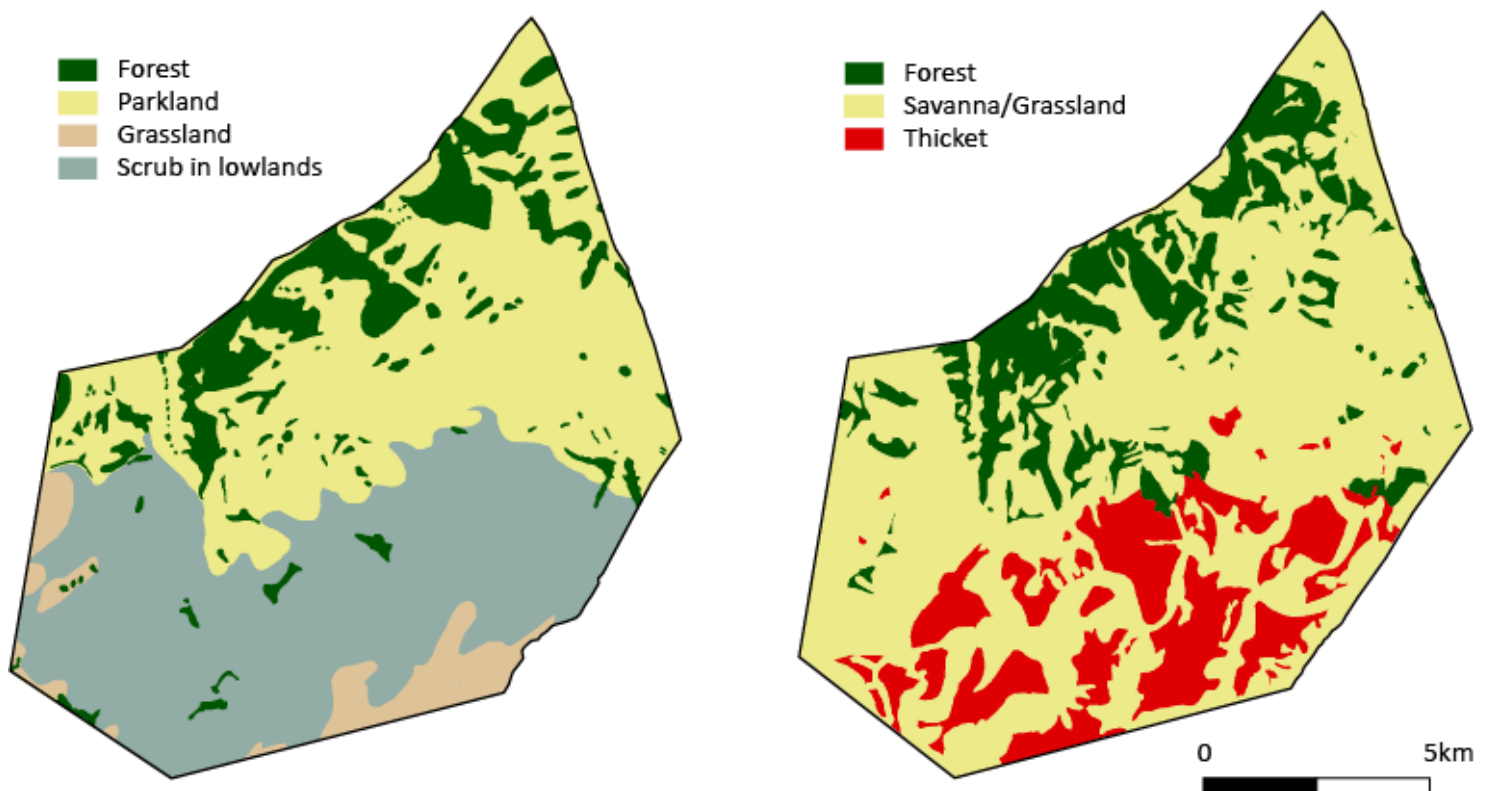 Forest
Parkland
Grassland
Scrub in lowlands
Forest
Savanna/Grassland
Thicket
0 5km